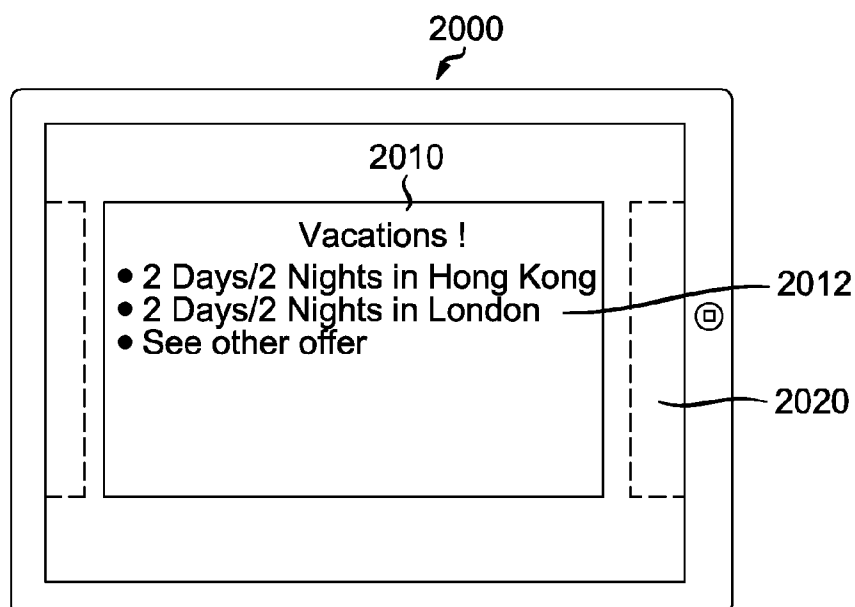 2000
2010
Vacations !
• 2 Days/2 Nights in Hong Kong
• 2 Days/2 Nights in London
2012
• See other offer
2020